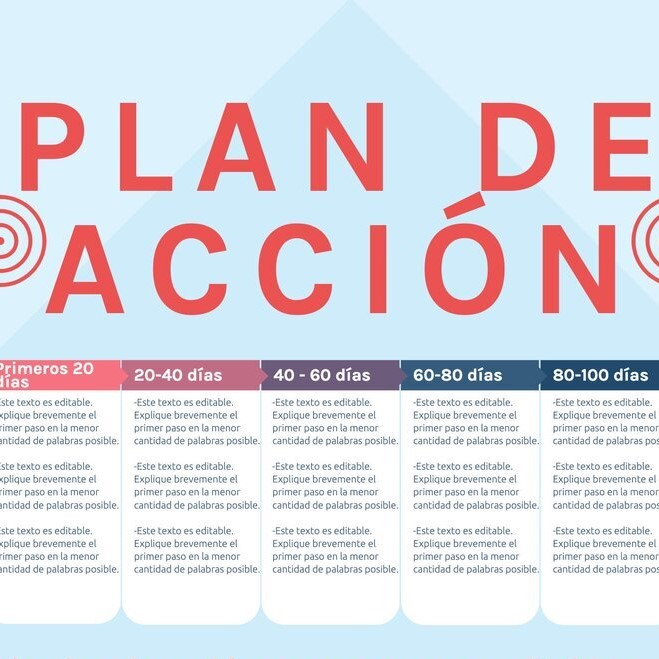 PLAN DE
ACCIÓN
Primeros 20
días
Este texto es editable.
xplique brevemente el
rimer paso en la menor
antidad de palabras posible.
Este texto es editable.
xplique brevemente el
rimer paso en la menor
antidad de palabras posible.
Este texto es editable.
xplique brevemente el
rimer paso en la menor
antidad de palabras posible.
20-40 días
-Este texto es editable.
Explique brevemente el
primer paso en la menor
cantidad de palabras posible.
-Este texto es editable.
Explique brevemente el
primer paso en la menor
cantidad de palabras posible.
-Este texto es editable.
Explique brevemente el
primer paso en la menor
cantidad de palabras posible.
40 - 60 días
-Este texto es editable.
Explique brevemente el
primer paso en la menor
cantidad de palabras posible.
-Este texto es editable.
Explique brevemente el
primer paso en la menor
cantidad de palabras posible.
-Este texto es editable.
Explique brevemente el
primer paso en la menor
cantidad de palabras posible.
60-80 días
-Este texto es editable.
Explique brevemente el
primer paso en la menor
cantidad de palabras posible.
-Este texto es editable.
Explique brevemente el
primer paso en la menor
cantidad de palabras posible.
-Este texto es editable.
Explique brevemente el
primer paso en la menor
cantidad de palabras posible.
80-100 días
-Este texto es editable.
Explique brevemente el
primer paso en la menor
cantidad de palabras
-Este texto es editable.
Explique brevemente el
primer paso en la menor
cantidad de palabras
-Este texto es editable.
Explique brevemente el
primer paso en la menor
cantidad de palabras